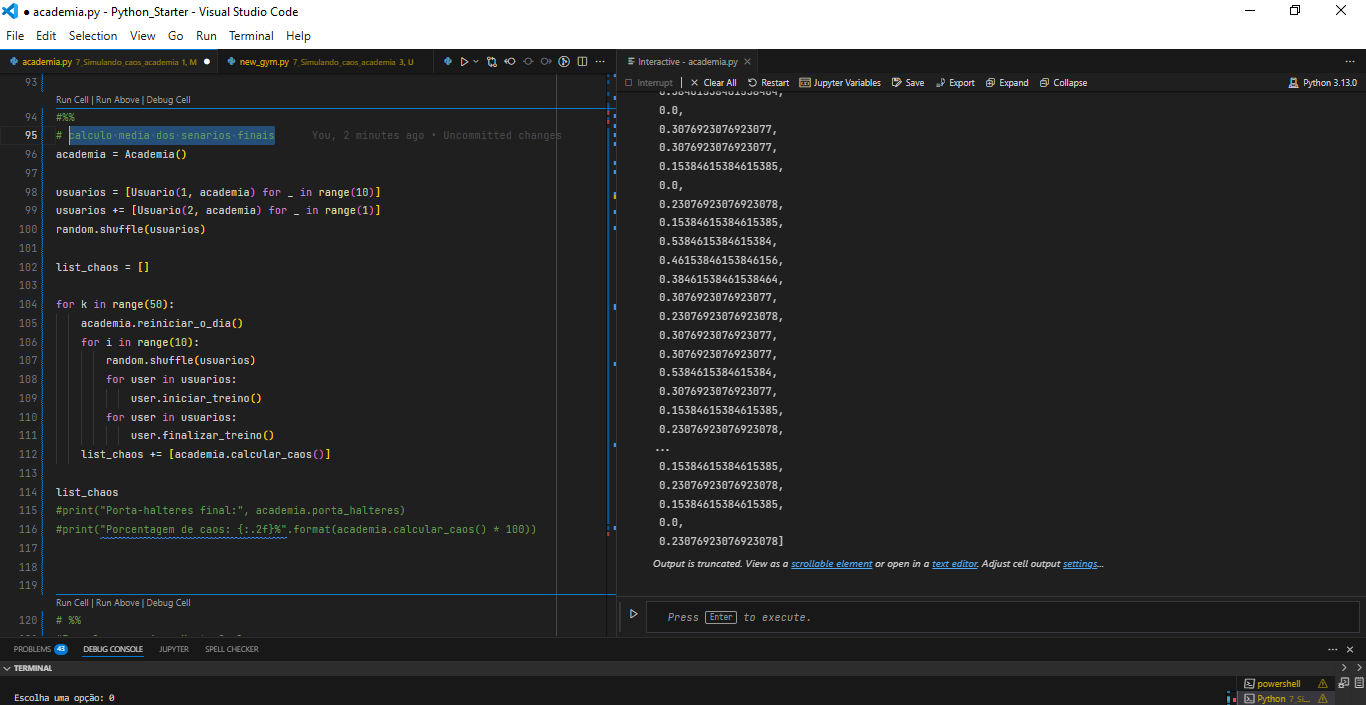 ● academia.py - Python_Starter - Visual Studio Code
File Edit Selection View Go Run Terminal Help
academia.py 7_Simulando_caos_academia 1, M ●
new_gym.py 7_Simulando_caos_academia 3, U
Interactive - academia.py
Interrupt | Clear All Restart Jupyter Variables Save Export Expand Collapse
Python 3.13.0
93
Run Cell | Run Above | Debug Cell
94 #%%
95 # calculo media dos senarios finais You, 2 minutes ago • Uncommitted changes
96 academia = Academia()
97
98 usuarios = [Usuario(1, academia) for _ in range(10)]
99 usuarios += [Usuario(2, academia) for _ in range(1)]
100 random.shuffle(usuarios)
101
102 list_chaos = []
103
104 for k in range(50):
105 academia.reiniciar_o_dia()
106 for i in range(10):
107 random.shuffle(usuarios)
108 for user in usuarios:
109 user.iniciar_treino()
110 for user in usuarios:
111 user.finalizar_treino()
112 list_chaos += [academia.calcular_caos()]
113
114 list_chaos
115 #print("Porta-halteres final:", academia.porta_halteres)
116 #print("Porcentagem de caos: {:.2f}%".format(academia.calcular_caos() * 100))
117
118
119
Run Cell | Run Above | Debug Cell
120 # %%
0.38461538461538464,
0.0,
0.3076923076923077,
0.3076923076923077,
0.15384615384615385,
0.0,
0.23076923076923078,
0.15384615384615385,
0.5384615384615384,
0.46153846153846156,
0.38461538461538464,
0.3076923076923077,
0.23076923076923078,
0.3076923076923077,
0.3076923076923077,
0.5384615384615384,
0.3076923076923077,
0.15384615384615385,
0.23076923076923078,
...
0.15384615384615385,
0.23076923076923078,
0.15384615384615385,
0.0,
0.23076923076923078]
Output is truncated. View as a scrollable element or open in a text editor. Adjust cell output settings...
Press Enter to execute.
PROBLEMS 43 DEBUG CONSOLE JUPYTER SPELL CHECKER
TERMINAL
Escolha uma opção: 0
powershell
Python 7_Si...